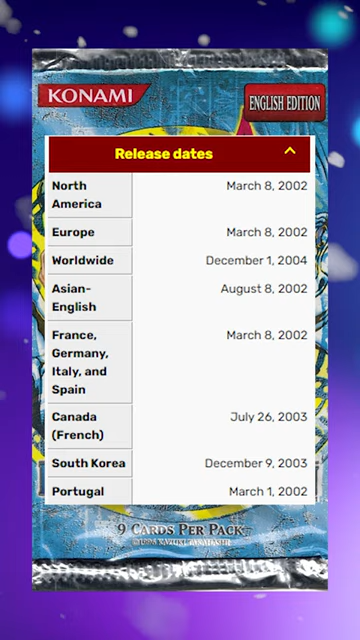 KONAMI
ENGLISH EDITION
Release dates
North America March 8, 2002
Europe March 8, 2002
Worldwide December 1, 2004
Asian-English August 8, 2002
France, Germany, Italy, and Spain March 8, 2002
Canada (French) July 26, 2003
South Korea December 9, 2003
Portugal March 1, 2002
9 CARDS PER PACK